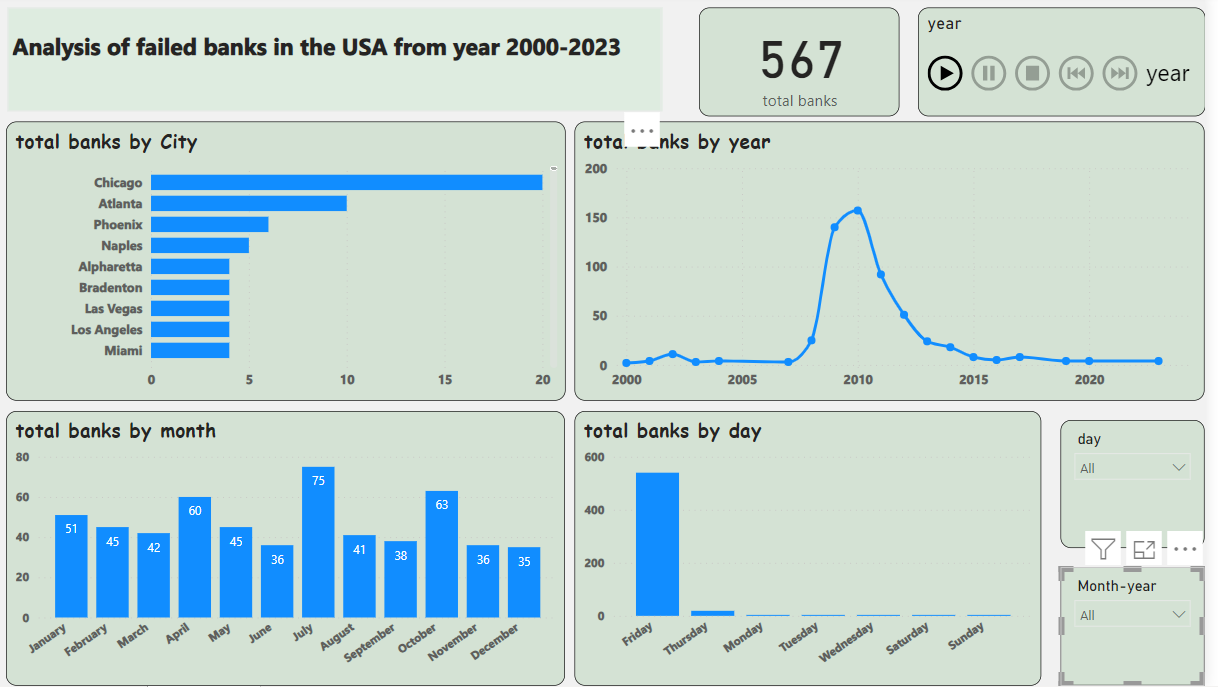 Analysis of failed banks in the USA from year 2000-2023
567
total banks
year
year
total banks by City
Chicago
Atlanta
Phoenix
Naples
Alpharetta
Bradenton
Las Vegas
Los Angeles
Miami
0 5 10 15 20
total banks by year
200
150
100
50
0
2000 2005 2010 2015 2020
total banks by month
80
60
40
20
0
51 45 42 60 45 36 75 41 38 63 36 35
January February March April May June July August September October November December
total banks by day
600
400
200
0
Friday Thursday Monday Tuesday Wednesday Saturday Sunday
day
All
Month-year
All